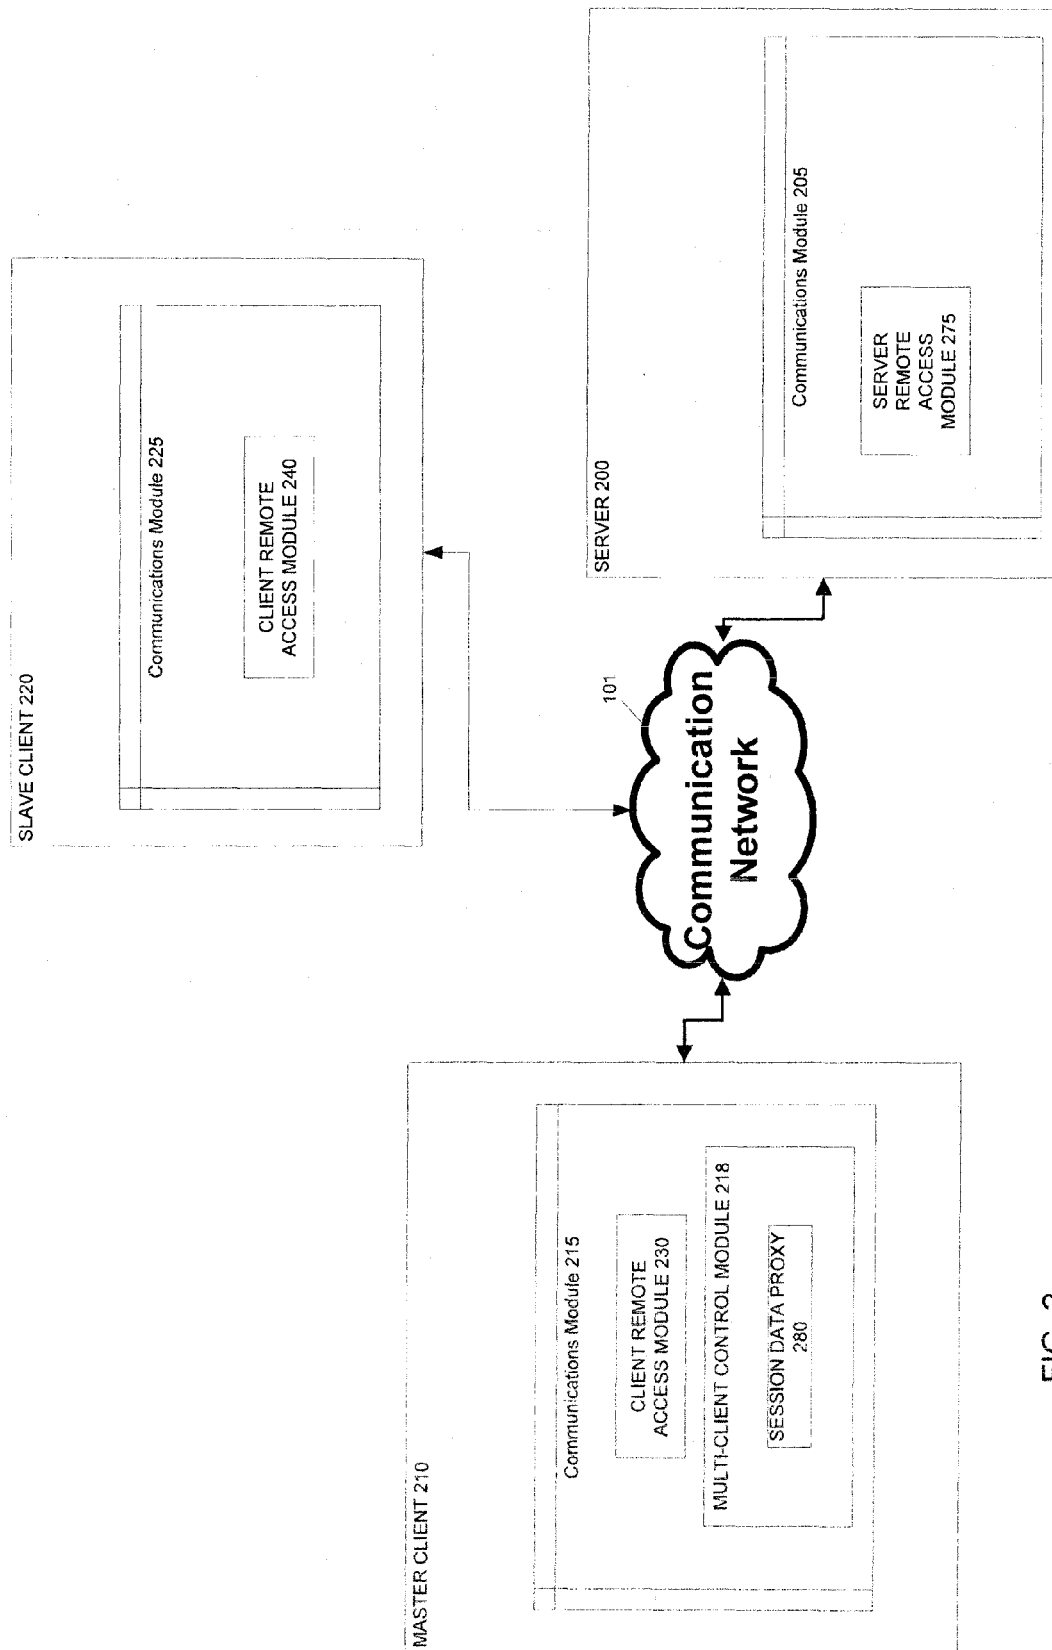 SLAVE CLIENT 220
Communications Module 225
CLIENT REMOTE
ACCESS MODULE 240
MASTER CLIENT 210
Communications Module 215
CLIENT REMOTE
ACCESS MODULE 230
MULTI-CLIENT CONTROL MODULE 218
SESSION DATA PROXY
280
101
Communication
Network
SERVER 200
Communications Module 205
SERVER
REMOTE
ACCESS
MODULE 275